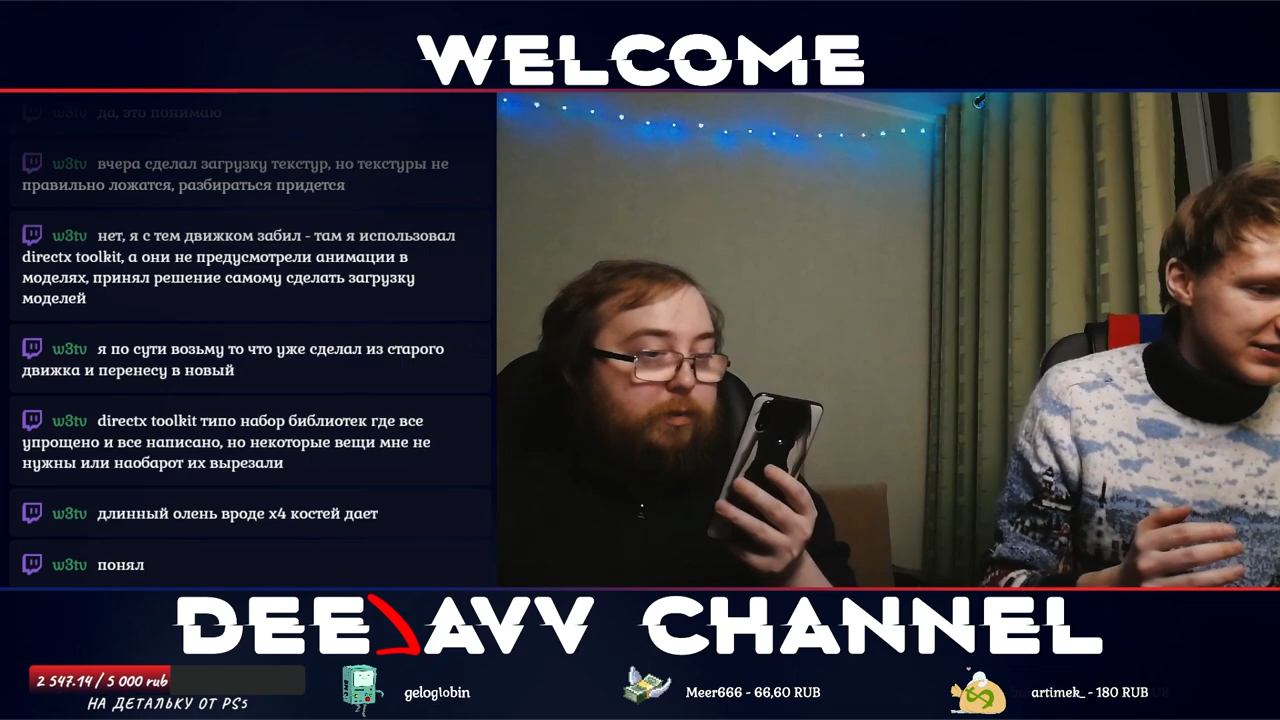 WELCOME
w3tv да, это понимаю
w3tv вчера сделал загрузку текстур, но текстуры не
правильно ложатся, разбираться придется
w3tv нет, я с тем движком забил - там я использовал
directx toolkit, а они не предусмотрели анимации в
моделях, принял решение самому сделать загрузку
моделей
w3tv я по сути возьму то что уже сделал из старого
движка и перенесу в новый
w3tv directx toolkit типо набор библиотек где все
упрощено и все написано, но некоторые вещи мне не
нужны или наобарот их вырезали
w3tv длинный олень вроде x4 костей дает
w3tv понял
DEEJAVV CHANNEL
2 547.14 / 5 000 rub
НА ДЕТАЛЬКУ ОТ PS5
geloglobin
Meer666 - 66,60 RUB
artimek_ - 180 RUB